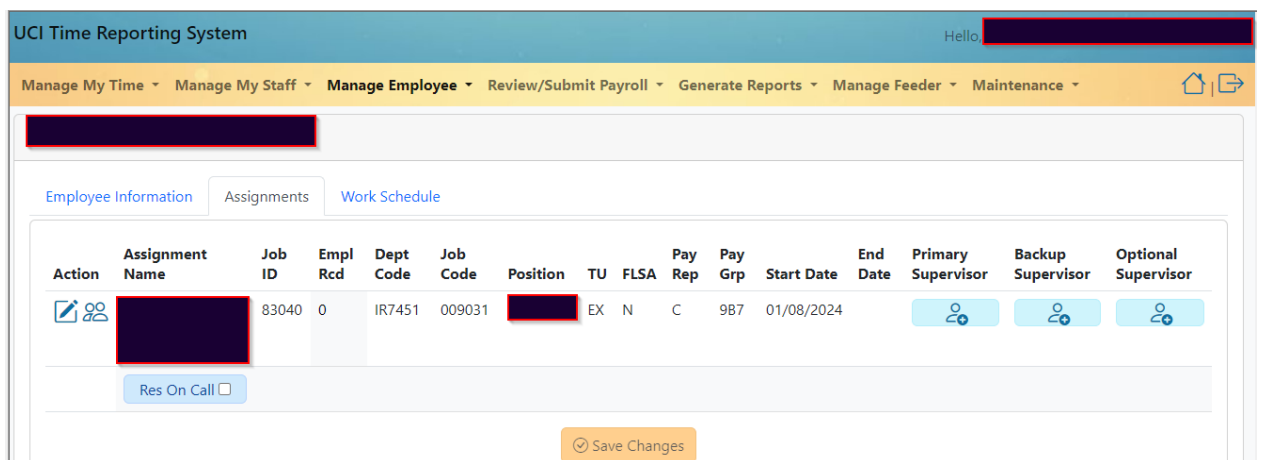 UCI Time Reporting System
Hello,
Manage My Time Manage My Staff Manage Employee Review/Submit Payroll Generate Reports Manage Feeder Maintenance
Employee Information Assignments Work Schedule
Action Assignment Name Job ID Empl Rcd Dept Code Job Code Position TU FLSA Pay Rep Pay Grp Start Date End Date Primary Supervisor Backup Supervisor Optional Supervisor
83040 0 IR7451 009031 EX N C 9B7 01/08/2024
Res On Call
Save Changes